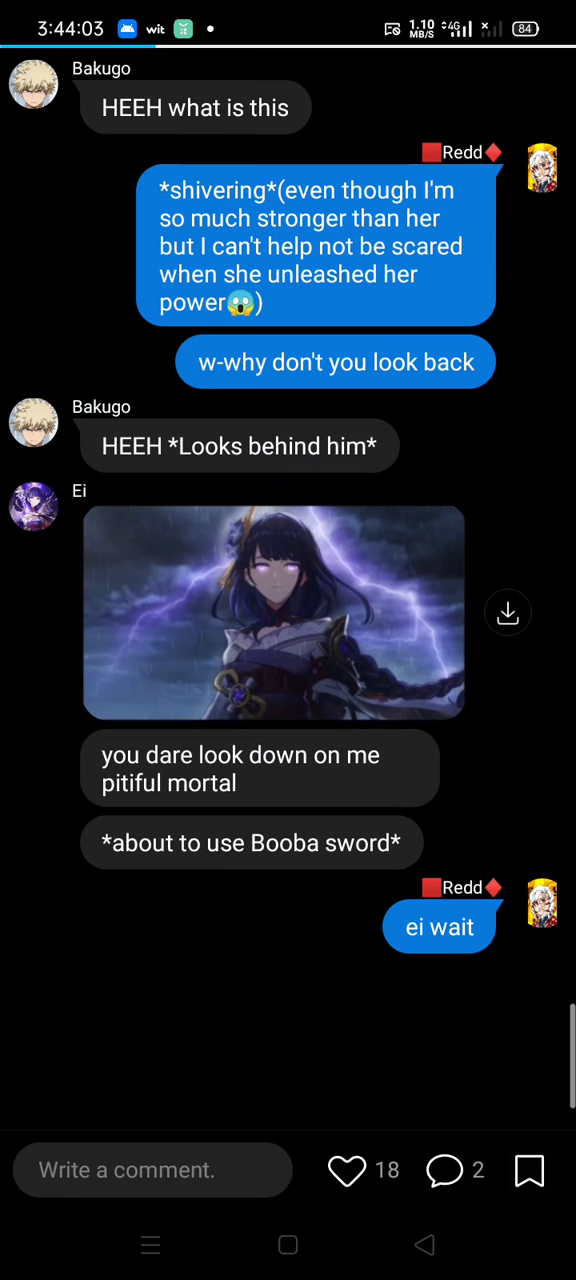 3:44:03 wit 1.10 4G 84
MB/S
Bakugo
HEEH what is this
🟥Redd♦️
*shivering*(even though I'm
so much stronger than her
but I can't help not be scared
when she unleashed her
power😱)
w-why don't you look back
Bakugo
HEEH *Looks behind him*
Ei
you dare look down on me
pitiful mortal
*about to use Booba sword*
🟥Redd♦️
ei wait
Write a comment. 18 2